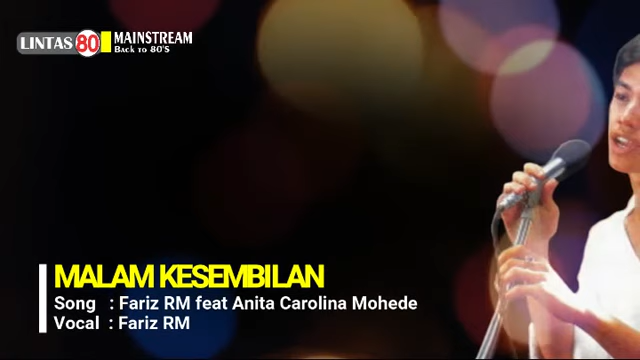 LINTAS 80 MAINSTREAM
Back to 80'S
MALAM KESEMBILAN
Song : Fariz RM feat Anita Carolina Mohede
Vocal : Fariz RM